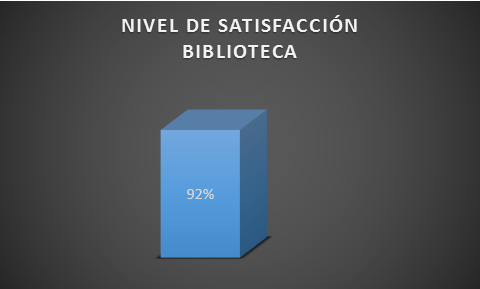 NIVEL DE SATISFACCIÓN
BIBLIOTECA
92%